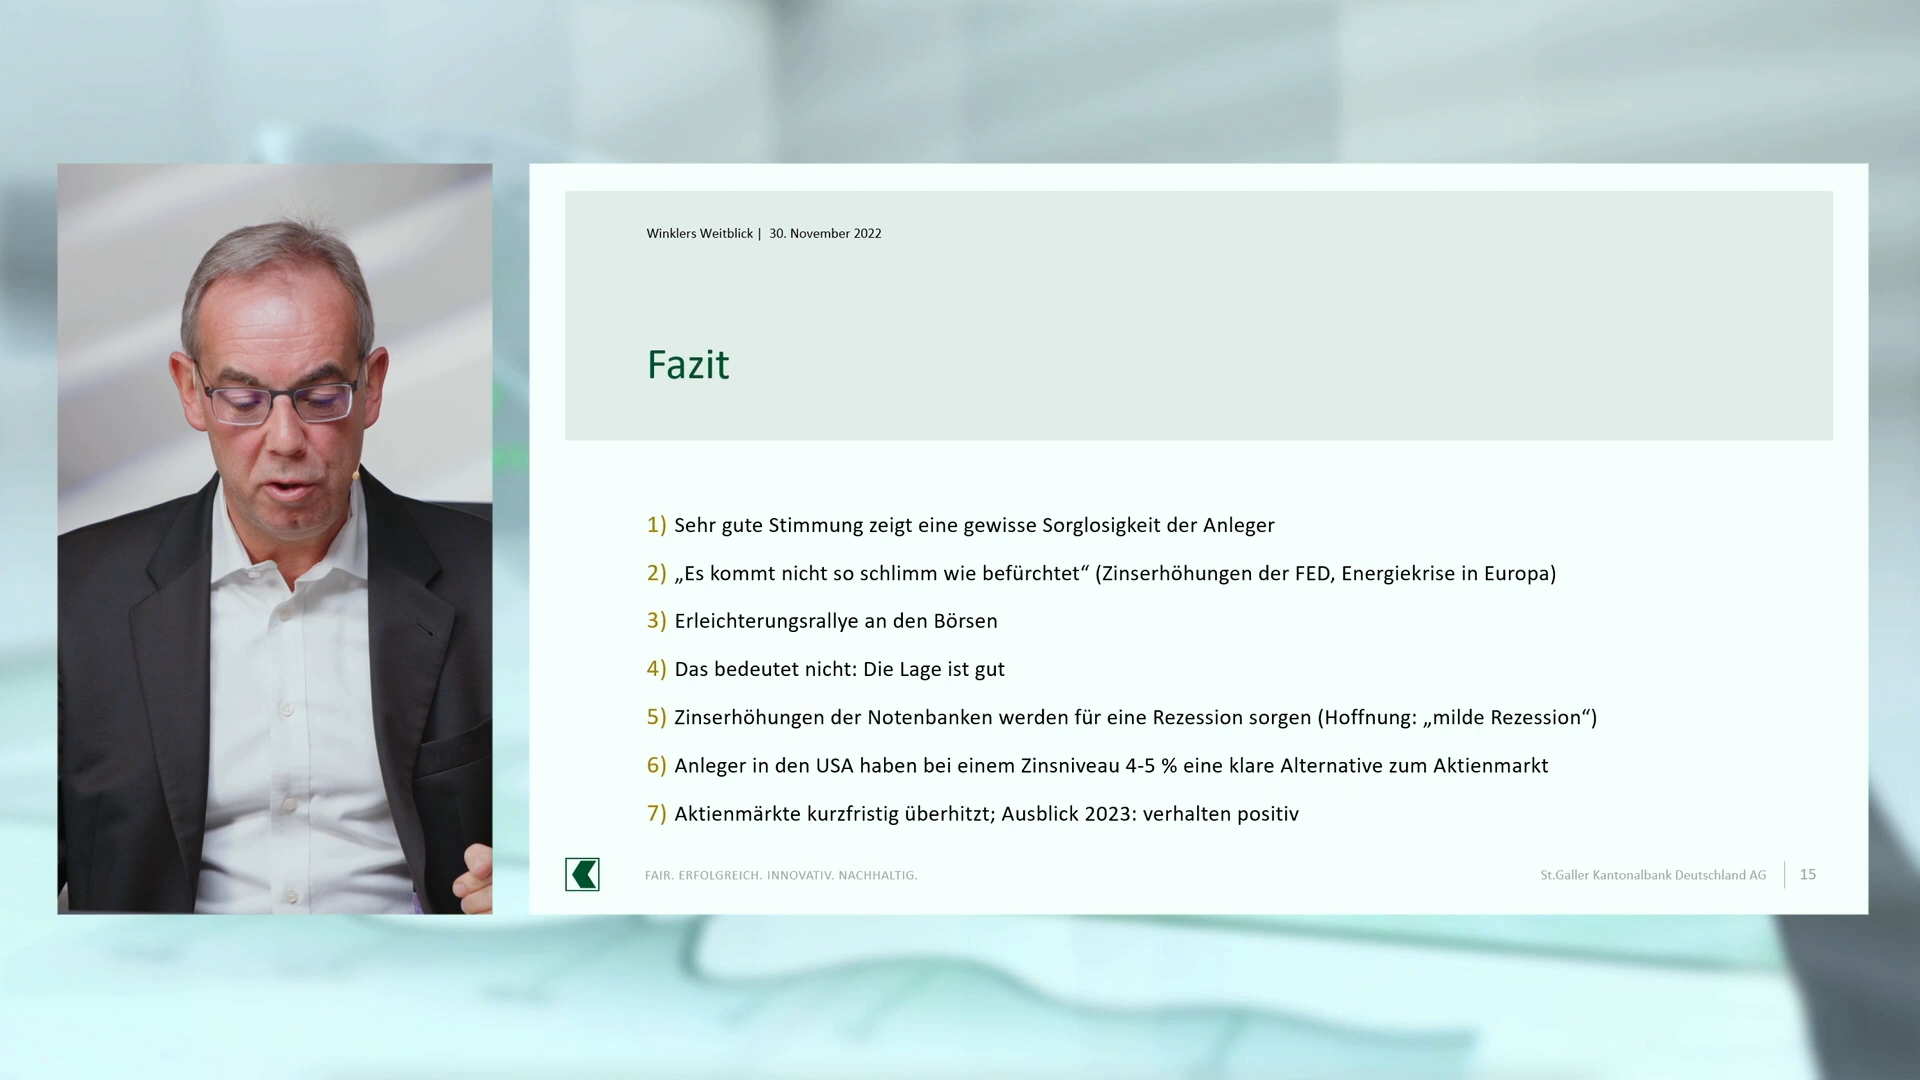 Winklers Weitblick | 30. November 2022
Fazit
1) Sehr gute Stimmung zeigt eine gewisse Sorglosigkeit der Anleger
2) „Es kommt nicht so schlimm wie befürchtet“ (Zinserhöhungen der FED, Energiekrise in Europa)
3) Erleichterungsrallye an den Börsen
4) Das bedeutet nicht: Die Lage ist gut
5) Zinserhöhungen der Notenbanken werden für eine Rezession sorgen (Hoffnung: „milde Rezession“)
6) Anleger in den USA haben bei einem Zinsniveau 4-5 % eine klare Alternative zum Aktienmarkt
7) Aktienmärkte kurzfristig überhitzt; Ausblick 2023: verhalten positiv
FAIR. ERFOLGREICH. INNOVATIV. NACHHALTIG.
St.Galler Kantonalbank Deutschland AG
15